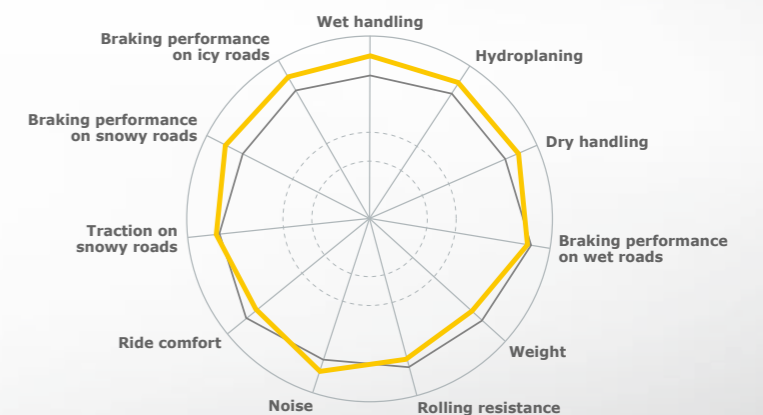 Wet handling
Hydroplaning
Dry handling
Braking performance
on wet roads
Weight
Rolling resistance
Noise
Ride comfort
Traction on
snowy roads
Braking performance
on snowy roads
Braking performance
on icy roads